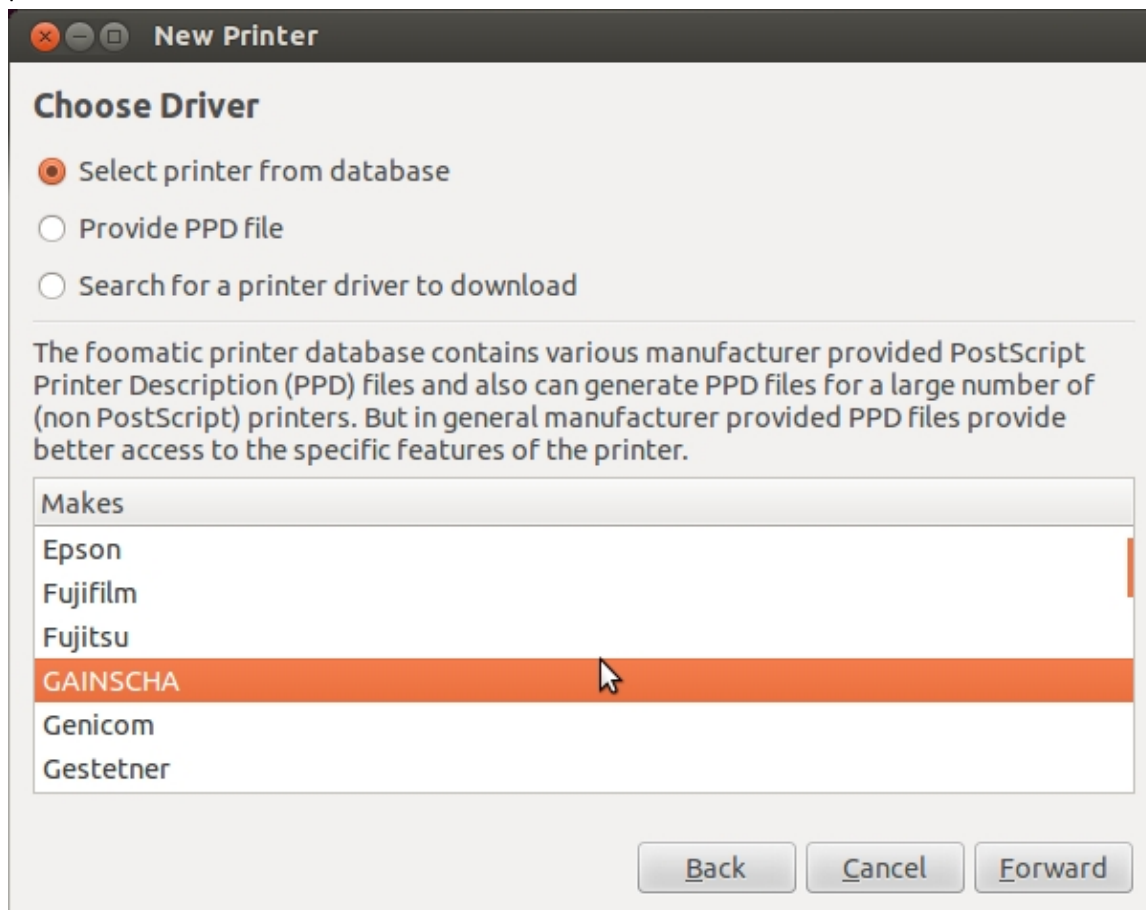 New Printer
Choose Driver
Select printer from database
Provide PPD file
Search for a printer driver to download
The foomatic printer database contains various manufacturer provided PostScript
Printer Description (PPD) files and also can generate PPD files for a large number of
(non PostScript) printers. But in general manufacturer provided PPD files provide
better access to the specific features of the printer.
Makes
Epson
Fujifilm
Fujitsu
GAINSCHA
Genicom
Gestetner
Back Cancel Forward